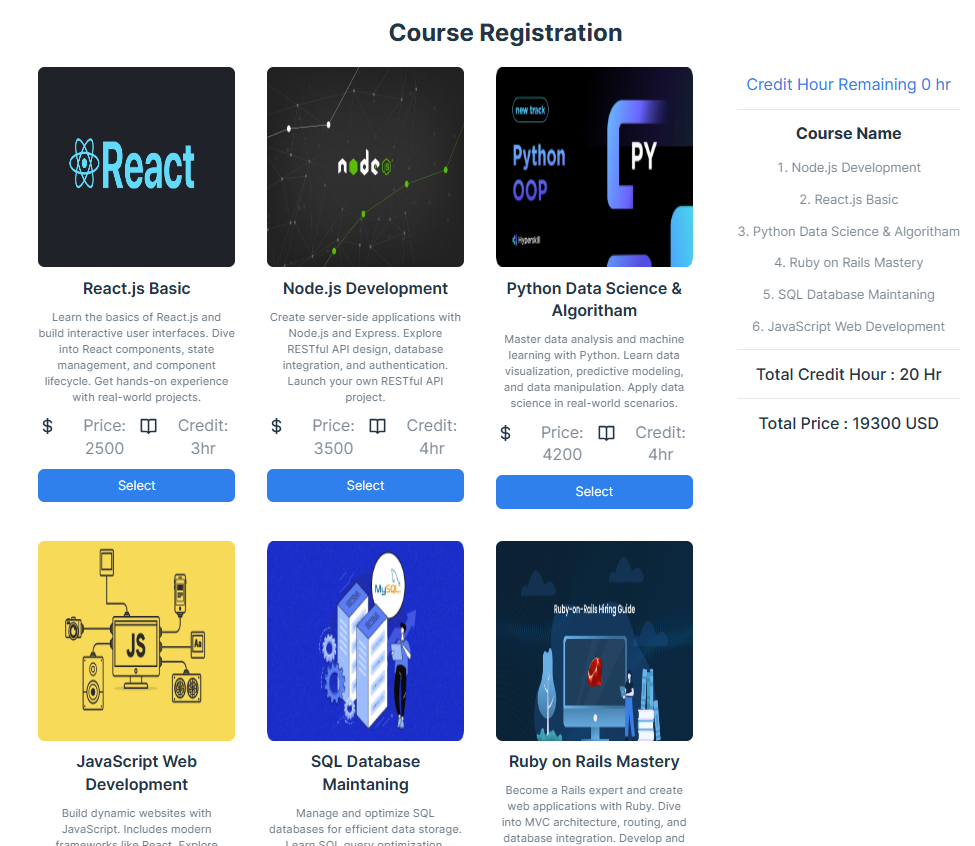 Course Registration
React
React.js Basic
Learn the basics of React.js and
build interactive user interfaces. Dive
into React components, state
management, and component
lifecycle. Get hands-on experience
with real-world projects.
$ Price: Credit:
2500 3hr
Select
node
JS
Node.js Development
Create server-side applications with
Node.js and Express. Explore
RESTful API design, database
integration, and authentication.
Launch your own RESTful API
project.
$ Price: Credit:
3500 4hr
Select
new track
Python
OOP
PY
Hyperskill
Python Data Science &
Algoritham
Master data analysis and machine
learning with Python. Learn data
visualization, predictive modeling,
and data manipulation. Apply data
science in real-world scenarios.
$ Price: Credit:
4200 4hr
Select
JS
Aa
JavaScript Web
Development
Build dynamic websites with
JavaScript. Includes modern
frameworks like React. Explore
MySQL
SQL Database
Maintaning
Manage and optimize SQL
databases for efficient data storage.
Learn SQL query optimization,
Ruby-on-Rails Hiring Guide
Ruby on Rails Mastery
Become a Rails expert and create
web applications with Ruby. Dive
into MVC architecture, routing, and
database integration. Develop and
Credit Hour Remaining 0 hr
Course Name
1. Node.js Development
2. React.js Basic
3. Python Data Science & Algoritham
4. Ruby on Rails Mastery
5. SQL Database Maintaning
6. JavaScript Web Development
Total Credit Hour : 20 Hr
Total Price : 19300 USD